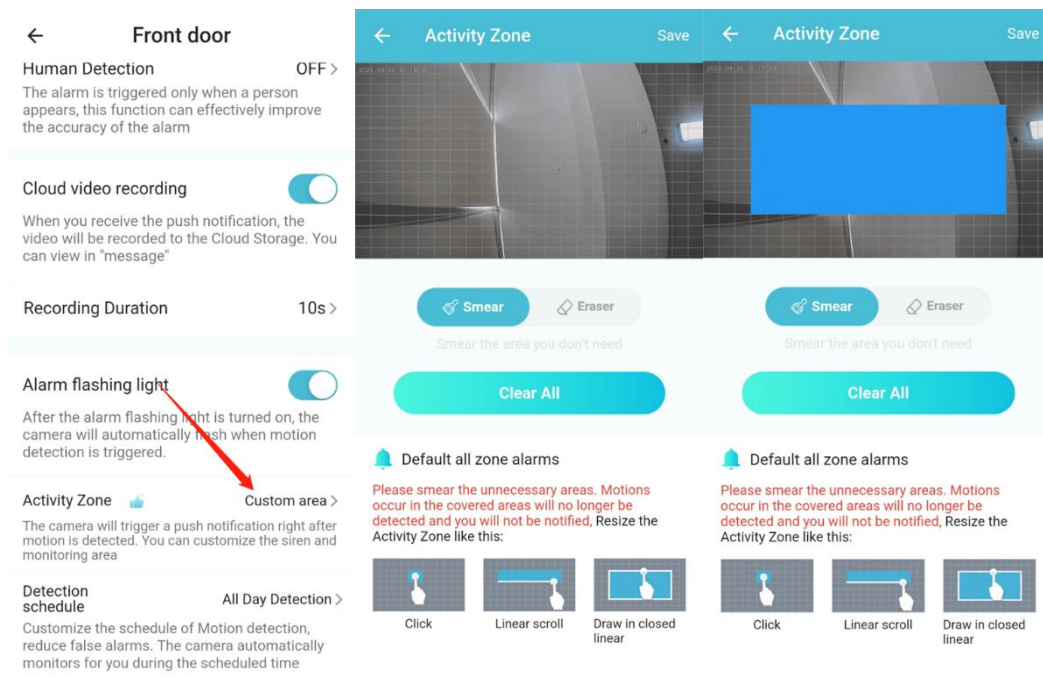 Front door
Human Detection OFF
The alarm is triggered only when a person
appears, this function can effectively improve
the accuracy of the alarm
Cloud video recording
When you receive the push notification, the
video will be recorded to the Cloud Storage. You
can view in "message"
Recording Duration 10s
Alarm flashing light
After the alarm flashing light is turned on, the
camera will automatically flash when motion
detection is triggered.
Activity Zone Custom area
The camera will trigger a push notification right after
motion is detected. You can customize the siren and
monitoring area
Detection
schedule All Day Detection
Customize the schedule of Motion detection,
reduce false alarms. The camera automatically
monitors for you during the scheduled time
Activity Zone Save
Smear Eraser
Smear the area you don't need
Clear All
Default all zone alarms
Please smear the unnecessary areas. Motions
occur in the covered areas will no longer be
detected and you will not be notified, Resize the
Activity Zone like this:
Click Linear scroll Draw in closed
linear
Activity Zone Save
Smear Eraser
Smear the area you don't need
Clear All
Default all zone alarms
Please smear the unnecessary areas. Motions
occur in the covered areas will no longer be
detected and you will not be notified, Resize the
Activity Zone like this:
Click Linear scroll Draw in closed
linear